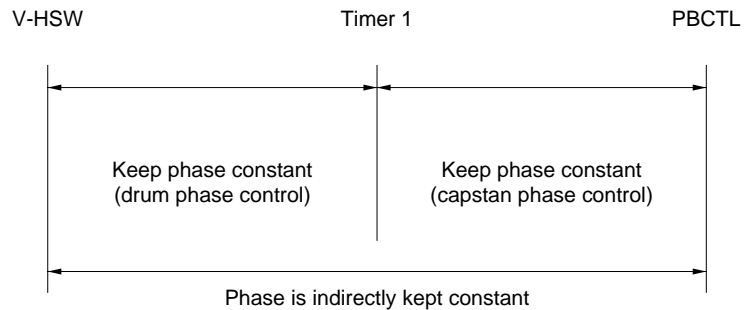 V-HSW Timer 1 PBCTL
Keep phase constant
(drum phase control)
Keep phase constant
(capstan phase control)
Phase is indirectly kept constant